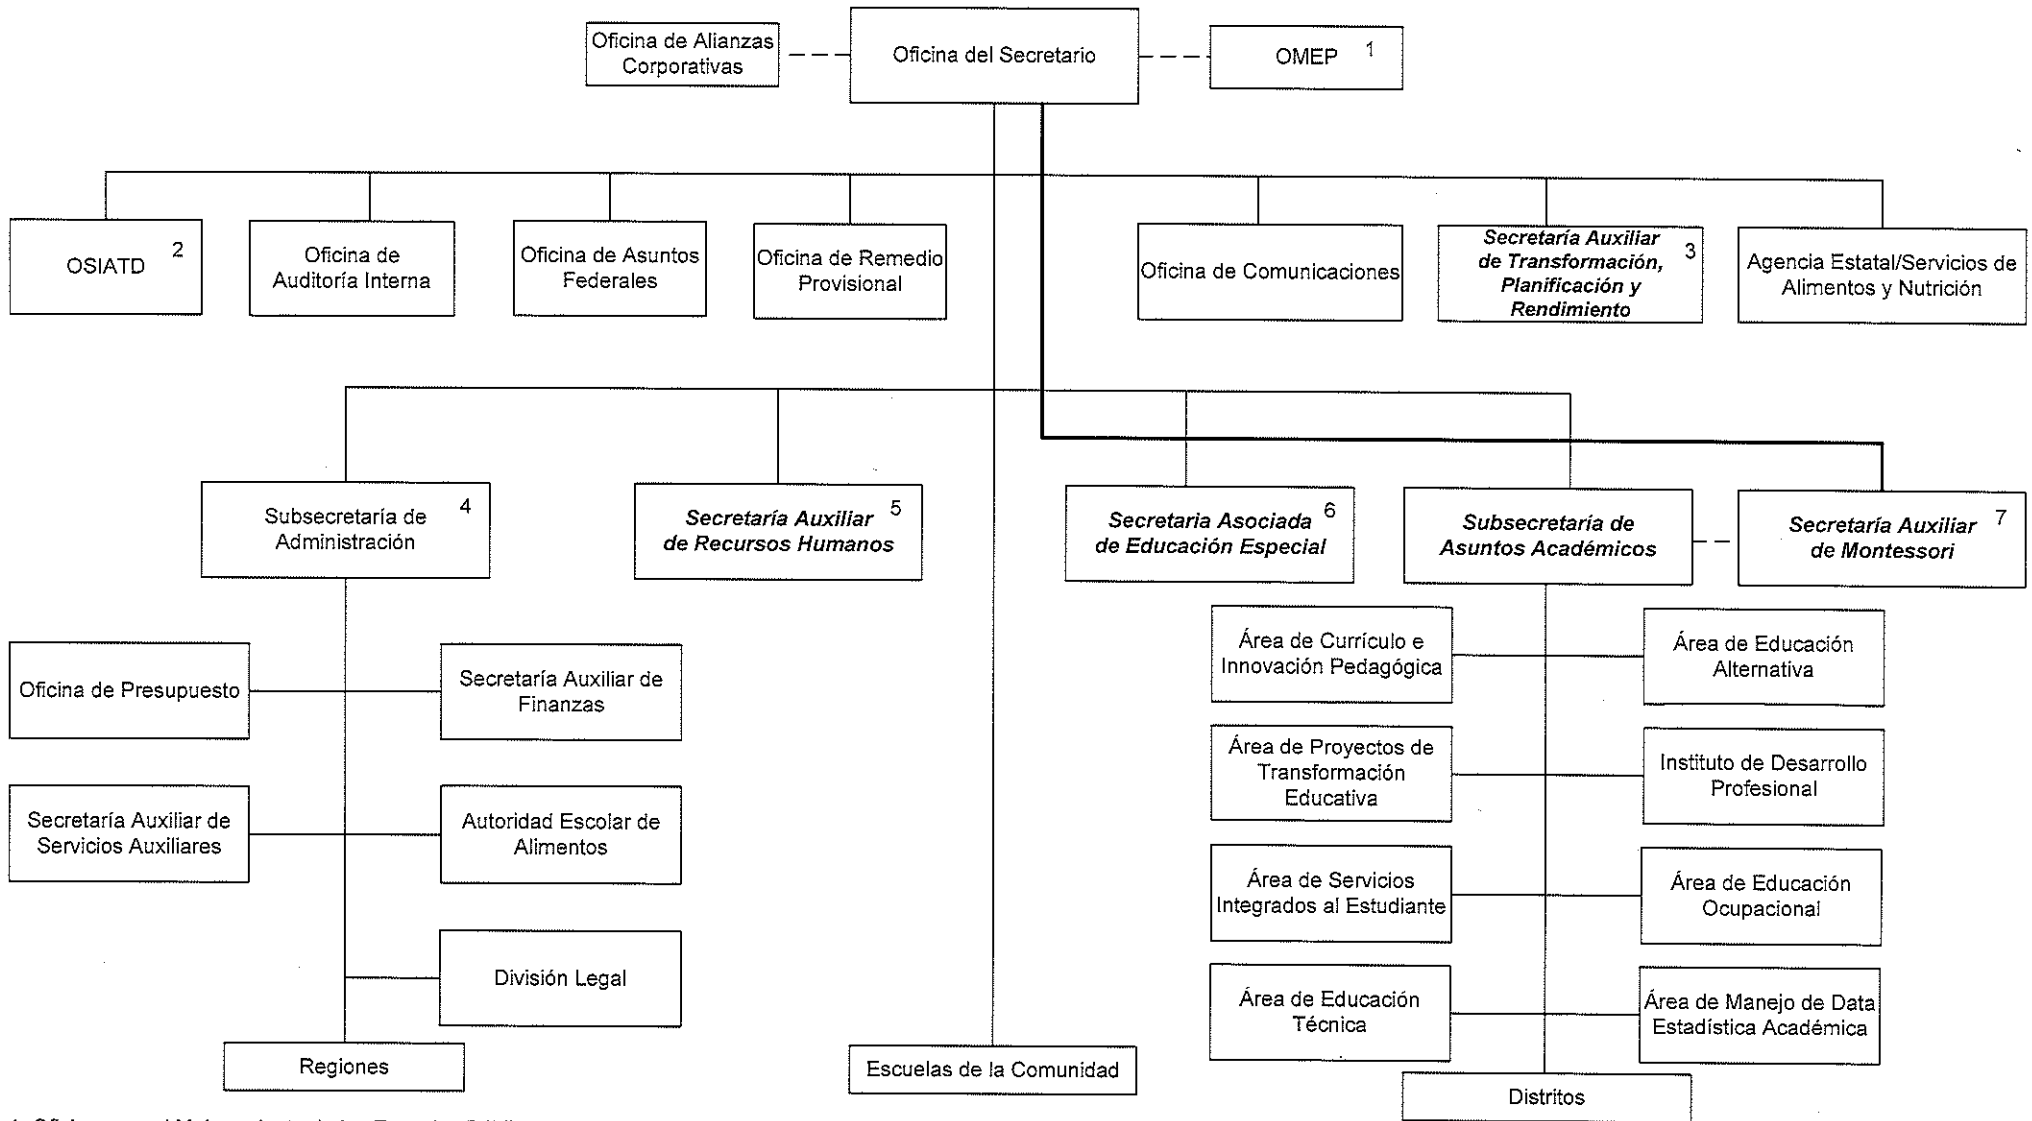 Oficina de Alianzas
Corporativas
Oficina del Secretario
OMEP 1
OSIATD 2
Oficina de
Auditoría Interna
Oficina de Asuntos
Federales
Oficina de Remedio
Provisional
Oficina de Comunicaciones
Secretaría Auxiliar
de Transformación, 3
Planificación y
Rendimiento
Agencia Estatal/Servicios de
Alimentos y Nutrición
Subsecretaría de 4
Administración
Secretaría Auxiliar 5
de Recursos Humanos
Secretaria Asociada 6
de Educación Especial
Subsecretaría de
Asuntos Académicos
Secretaría Auxiliar 7
de Montessori
Oficina de Presupuesto
Secretaría Auxiliar de
Finanzas
Secretaría Auxiliar de
Servicios Auxiliares
Autoridad Escolar de
Alimentos
División Legal
Regiones
Escuelas de la Comunidad
Área de Currículo e
Innovación Pedagógica
Área de Educación
Alternativa
Área de Proyectos de
Transformación
Educativa
Instituto de Desarrollo
Profesional
Área de Servicios
Integrados al Estudiante
Área de Educación
Ocupacional
Área de Educación
Técnica
Área de Manejo de Data
Estadística Académica
Distritos